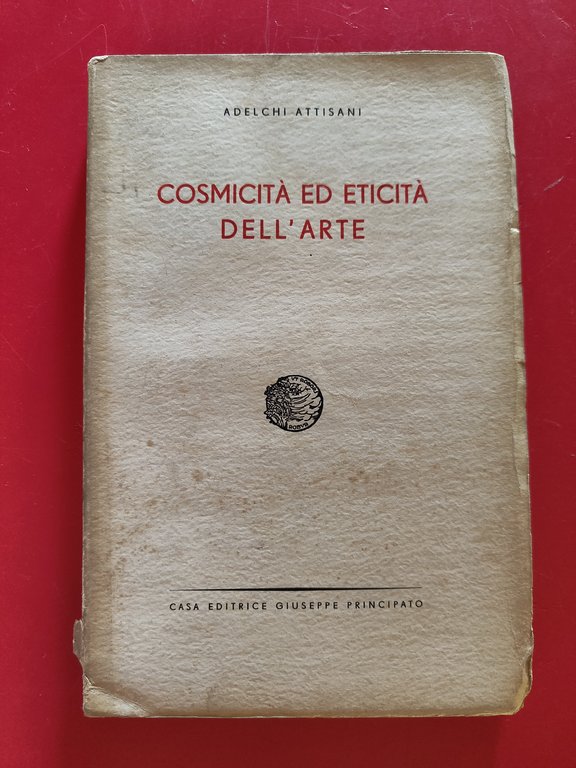 ADELCHI ATTISANI
COSMICITÀ ED ETICITÀ
DELL'ARTE
CASA EDITRICE GIUSEPPE PRINCIPATO